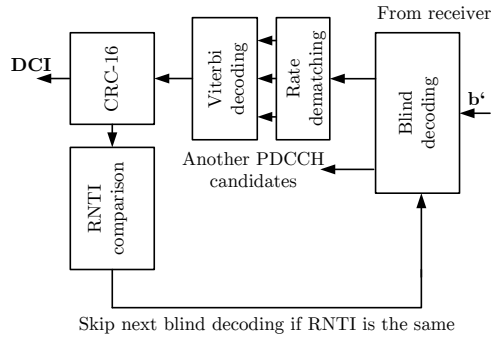 From receiver
DCI
CRC-16
Viterbi
decoding
Rate
dematching
Blind
decoding
b‘
Another PDCCH
candidates
RNTI
comparison
Skip next blind decoding if RNTI is the same